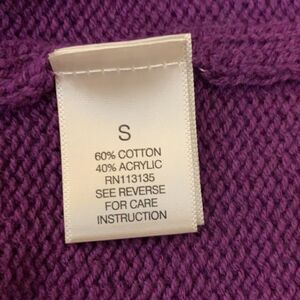 S
60% COTTON
40% ACRYLIC
RN113135
SEE REVERSE
FOR CARE
INSTRUCTION